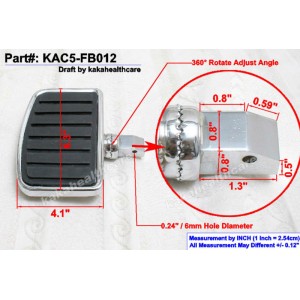 Part#: KAC5-FB012
Draft by kakahealthcare
360° Rotate Adjust Angle
0.8"
0.59"
0.8"
0.8"
0.5"
1.3"
4.1"
0.24" / 6mm Hole Diameter
Measurement by INCH (1 Inch = 2.54cm)
All Measurement May Different +/- 0.12"